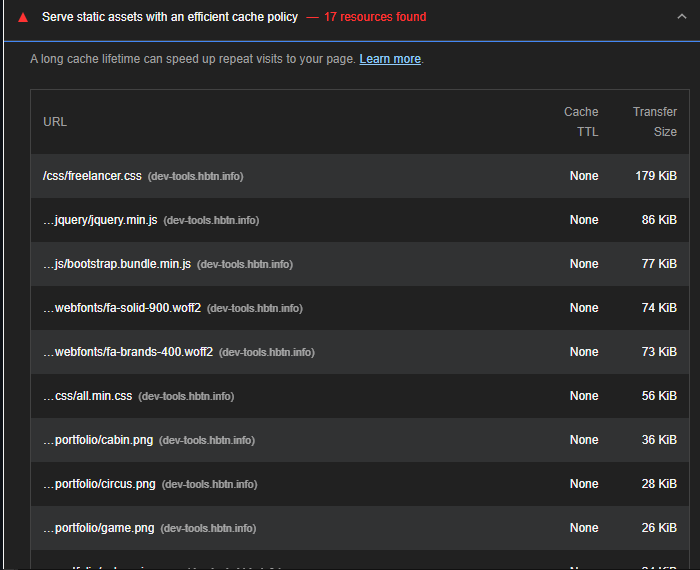 Serve static assets with an efficient cache policy — 17 resources found
A long cache lifetime can speed up repeat visits to your page. Learn more.
URL Cache TTL Transfer Size
/css/freelancer.css (dev-tools.hbtn.info) None 179 KiB
…jquery/jquery.min.js (dev-tools.hbtn.info) None 86 KiB
…js/bootstrap.bundle.min.js (dev-tools.hbtn.info) None 77 KiB
…webfonts/fa-solid-900.woff2 (dev-tools.hbtn.info) None 74 KiB
…webfonts/fa-brands-400.woff2 (dev-tools.hbtn.info) None 73 KiB
…css/all.min.css (dev-tools.hbtn.info) None 56 KiB
…portfolio/cabin.png (dev-tools.hbtn.info) None 36 KiB
…portfolio/circus.png (dev-tools.hbtn.info) None 28 KiB
…portfolio/game.png (dev-tools.hbtn.info) None 26 KiB